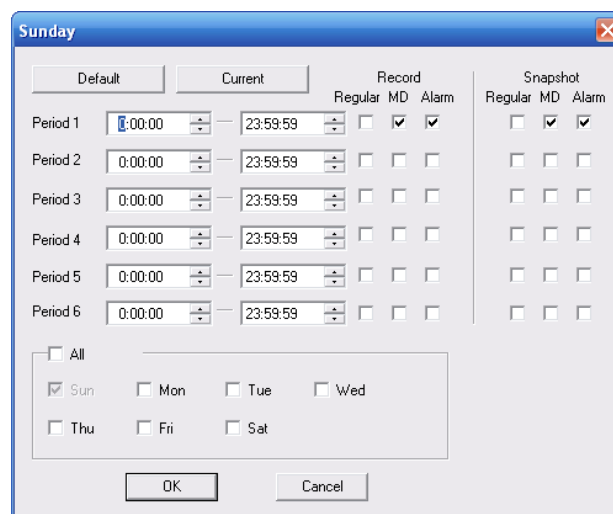 Sunday
Default Current Record Snapshot
Regular MD Alarm Regular MD Alarm
Period 1 0:00:00 23:59:59
Period 2 0:00:00 23:59:59
Period 3 0:00:00 23:59:59
Period 4 0:00:00 23:59:59
Period 5 0:00:00 23:59:59
Period 6 0:00:00 23:59:59
All
Sun Mon Tue Wed
Thu Fri Sat
OK Cancel